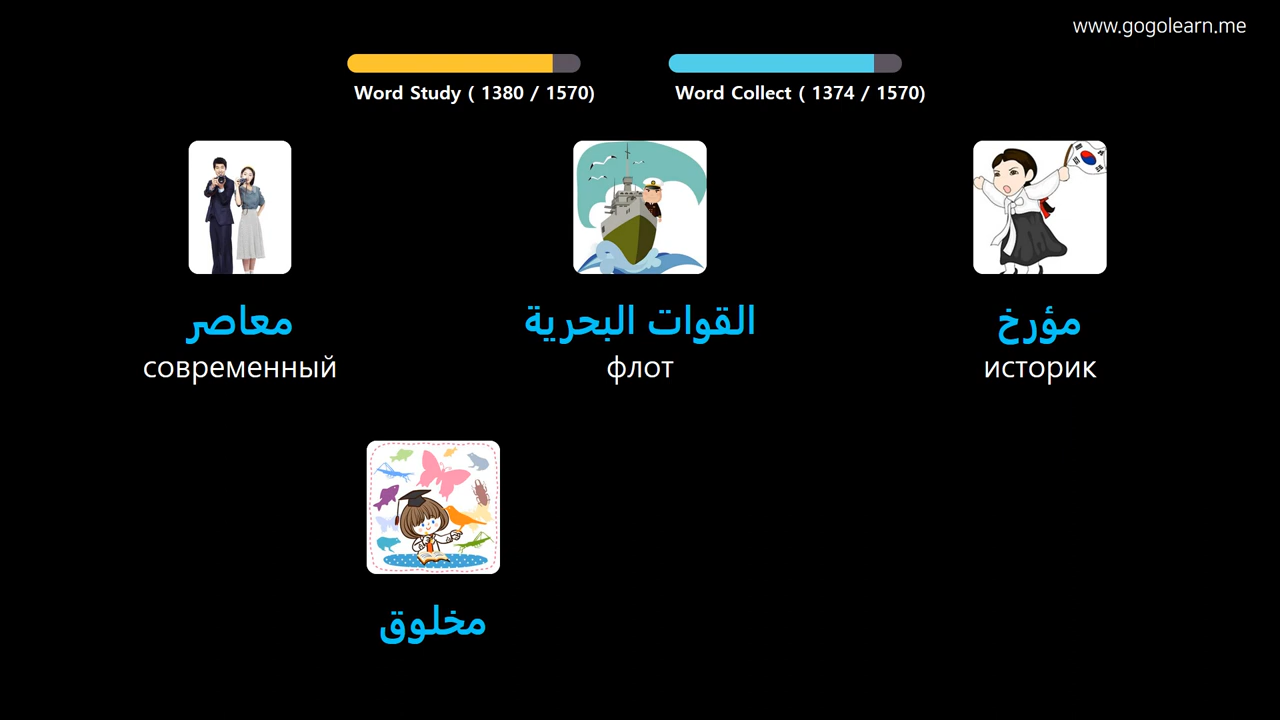 www.gogolearn.me
Word Study ( 1380 / 1570)
Word Collect ( 1374 / 1570)
معاصر
современный
القوات البحرية
флот
مؤرخ
историк
مخلوق